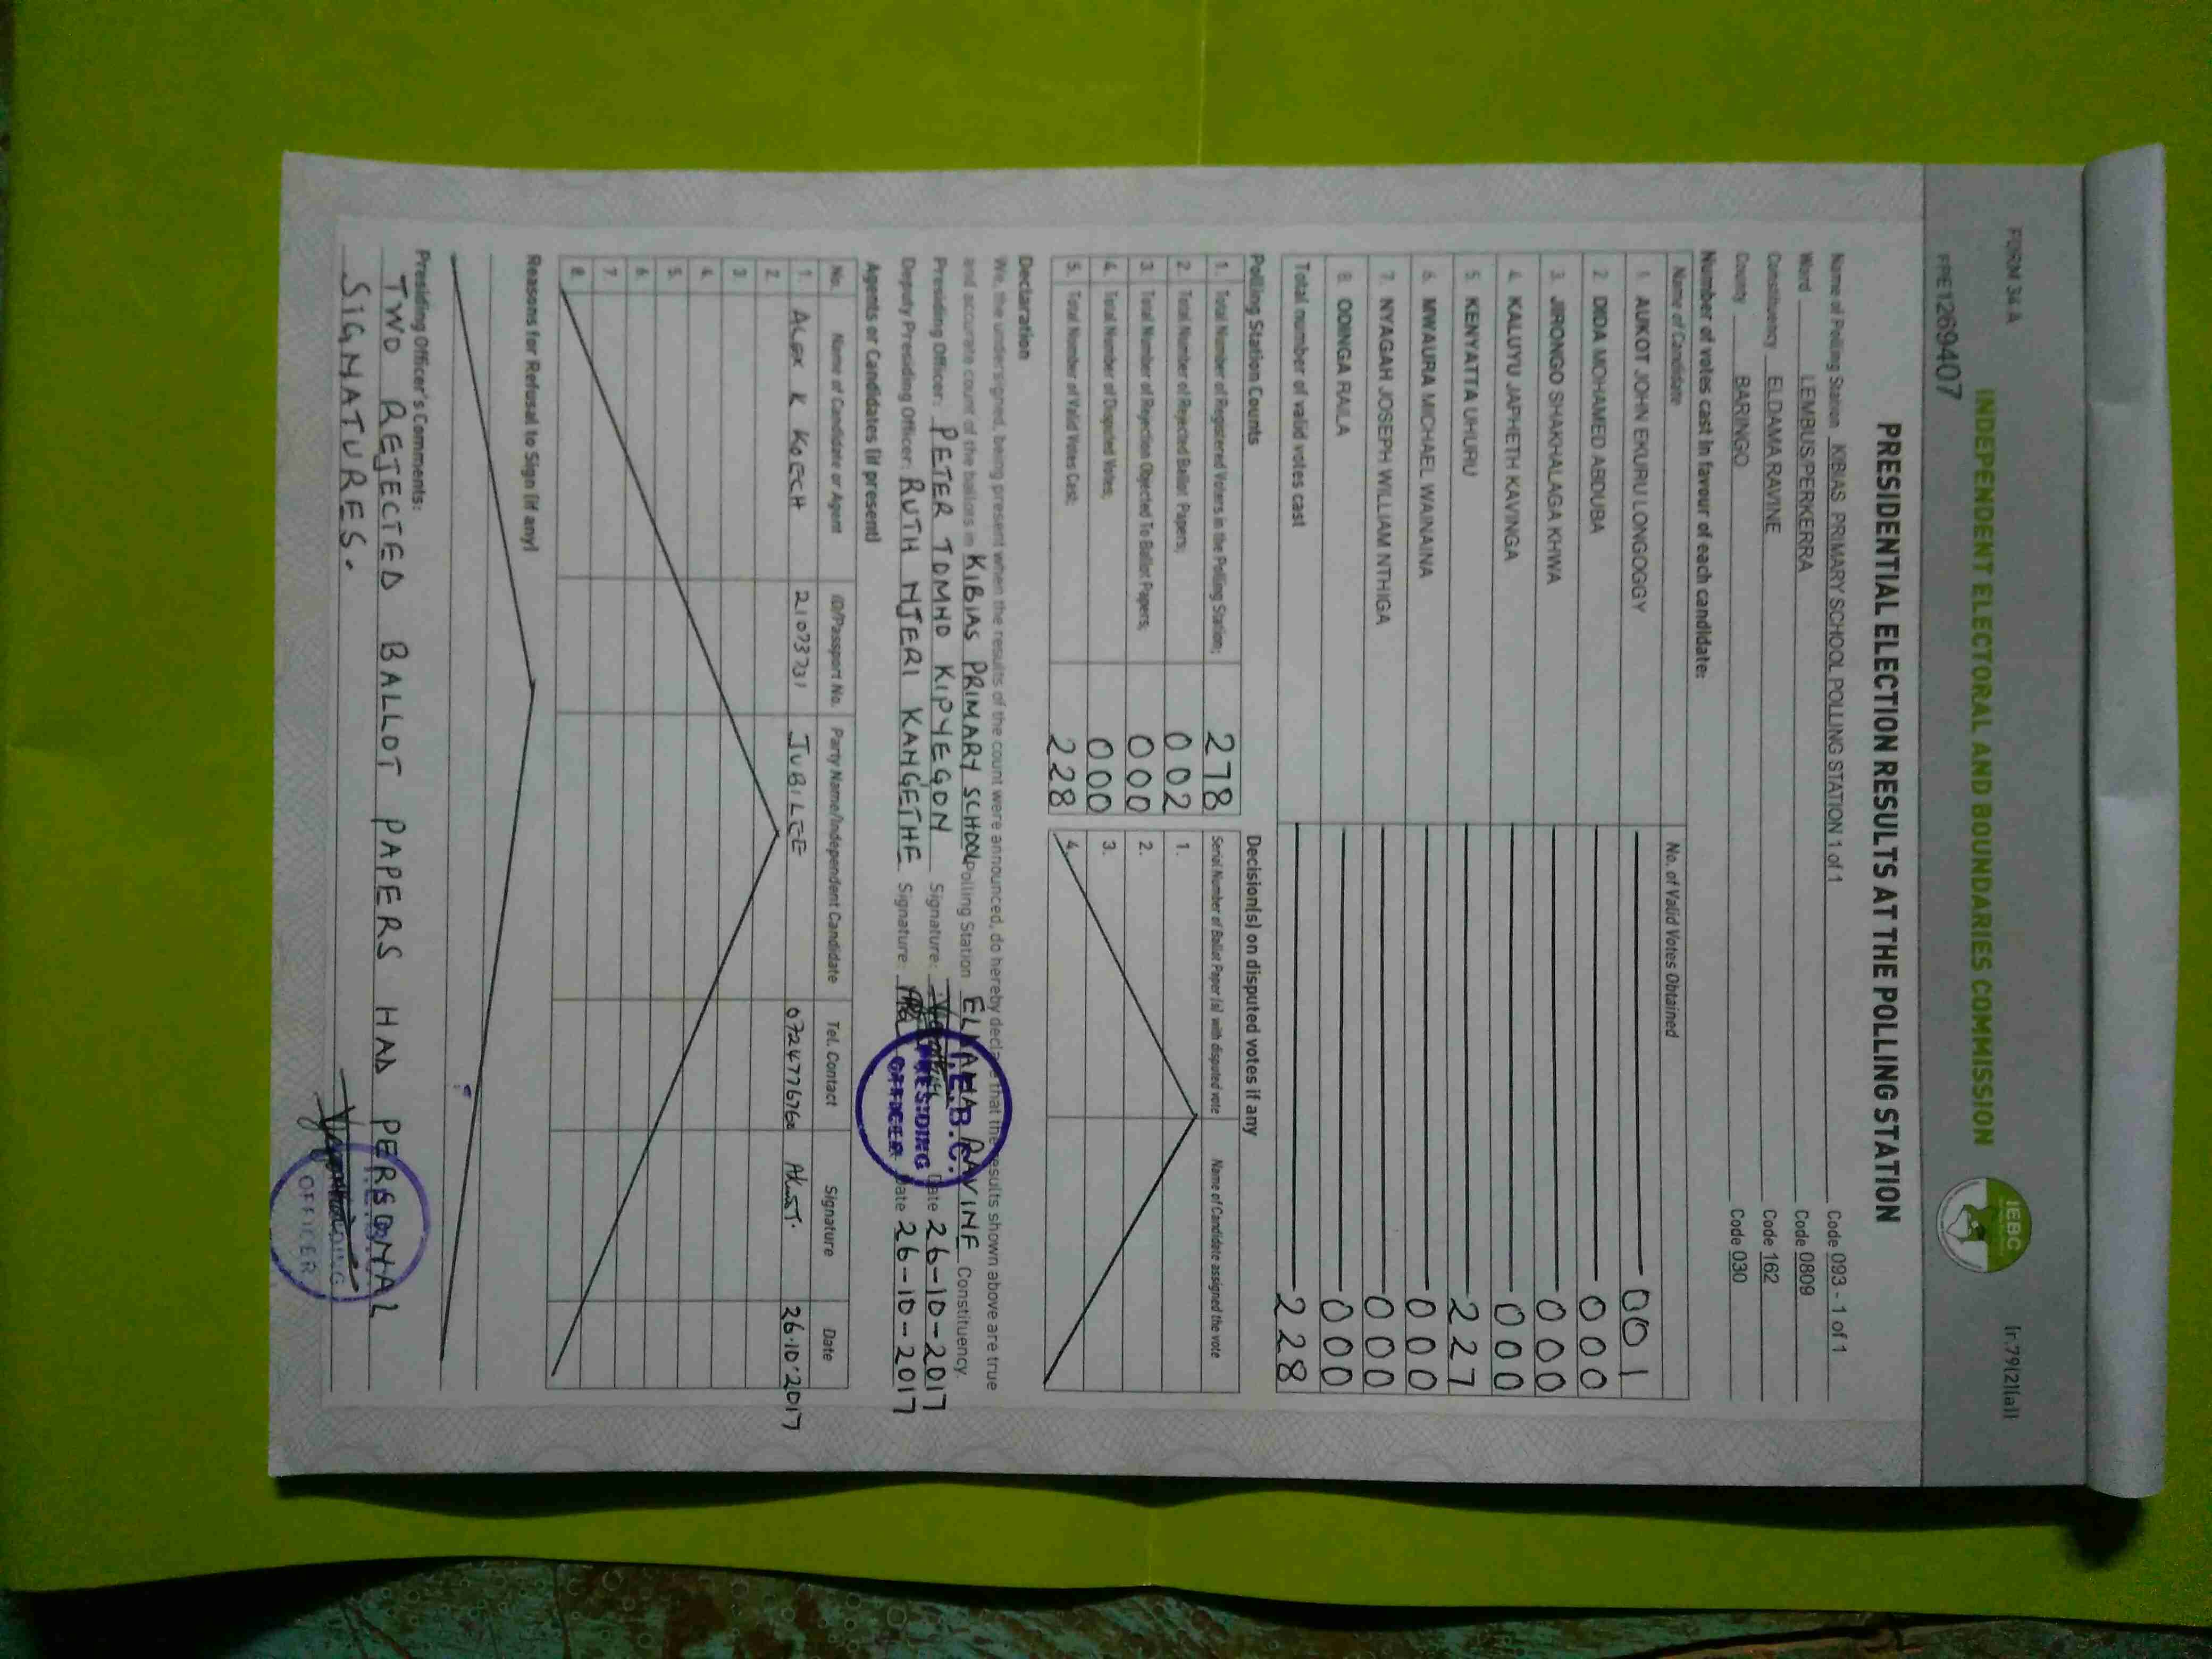 FORM 34A
(r.79(2)(a))
INDEPENDENT ELECTORAL AND BOUNDARIES COMMISSION
IEBC
FPE1269407
PRESIDENTIAL ELECTION RESULTS AT THE POLLING STATION
Name of Polling Station KIBIAS PRIMARY SCHOOL POLLING STATION 1 of 1 Code 093 - 1 of 1
Ward LEMBUS/PERKERRA Code 0809
Constituency ELDAMA RAVINE Code 162
County BARINGO Code 030
Number of votes cast in favour of each candidate:
Name of Candidate No. of Valid Votes Obtained
1. AUKOT JOHN EKURU LONGOGGY 001
2. DIDA MOHAMED ABDUBA 000
3. JIRONGO SHAKHALAGA KHWA 000
4. KALUYU JAPHETH KAVINGA 000
5. KENYATTA UHURU 227
6. MWAURA MICHAEL WAINAINA 000
7. NYAGAH JOSEPH WILLIAM NTHIGA 000
8. ODINGA RAILA 000
Total number of valid votes cast 228
Polling Station Counts
1. Total Number of Registered Voters in the Polling Station; 278
2. Total Number of Rejected Ballot Papers; 002
3. Total Number of Rejection Objected To Ballot Papers; 000
4. Total Number of Disputed Votes; 000
5. Total Number of Valid Votes Cast; 228
Decision(s) on disputed votes if any
Serial Number of Ballot Paper (s) with disputed vote Name of Candidate assigned the vote
1.
2.
3.
4.
Declaration
We, the undersigned, being present when the results of the count were announced, do hereby declare that the results shown above are true
and accurate count of the ballots in KIBIAS PRIMARY SCHOOL Polling Station ELDAMA RAVINE Constituency.
Presiding Officer: PETER TOMNO KIPYEGON Signature: Date 26-10-2017
Deputy Presiding Officer: RUTH NJERI KANGETHE Signature: Date 26-10-2017
I.E.B.C.
PRESIDING
OFFICER
Agents or Candidates (if present)
No. Name of Candidate or Agent ID/Passport No. Party Name/Independent Candidate Tel. Contact Signature Date
1. ALEX K KOECH 21073731 JUBILEE 0724776760 26.10.2017
2.
3.
4.
5.
6.
7.
8.
Reasons for Refusal to Sign (if any)
Presiding Officer's Comments:
TWO REJECTED BALLOT PAPERS HAD PERSONAL
SIGNATURES.
OFFICER